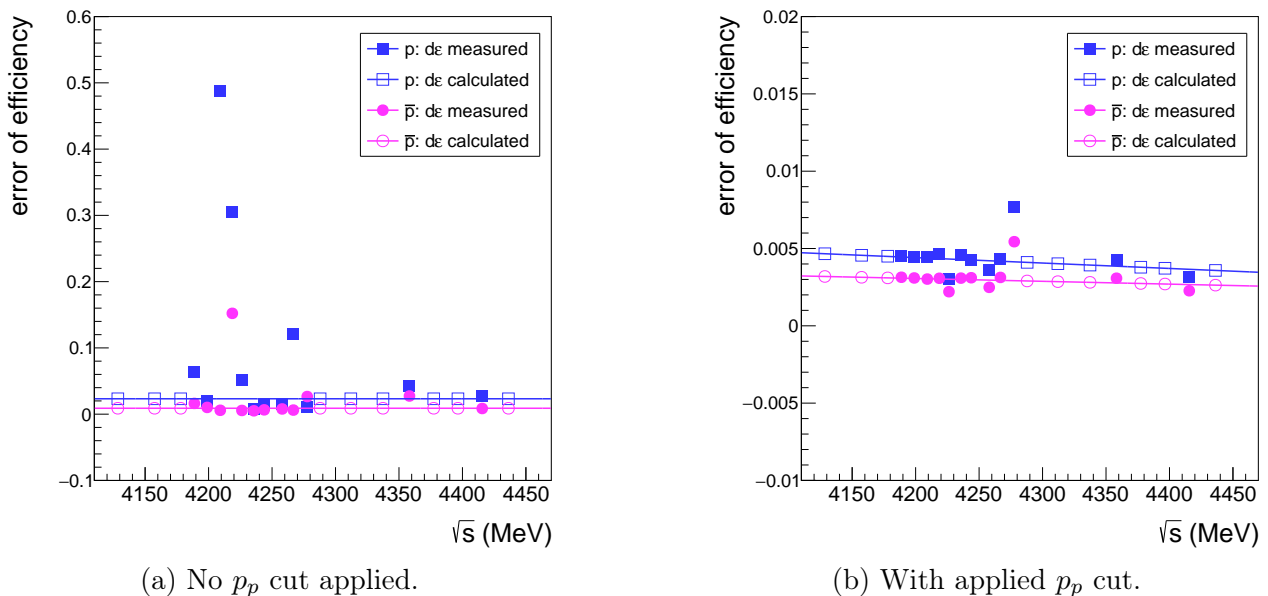 error of efficiency
0.6
0.5
0.4
0.3
0.2
0.1
0
−0.1
p: dε measured
p: dε calculated
p̅: dε measured
p̅: dε calculated
4150 4200 4250 4300 4350 4400 4450
√s (MeV)
(a) No p_p cut applied.
error of efficiency
0.02
0.015
0.01
0.005
0
−0.005
−0.01
p: dε measured
p: dε calculated
p̅: dε measured
p̅: dε calculated
4150 4200 4250 4300 4350 4400 4450
√s (MeV)
(b) With applied p_p cut.